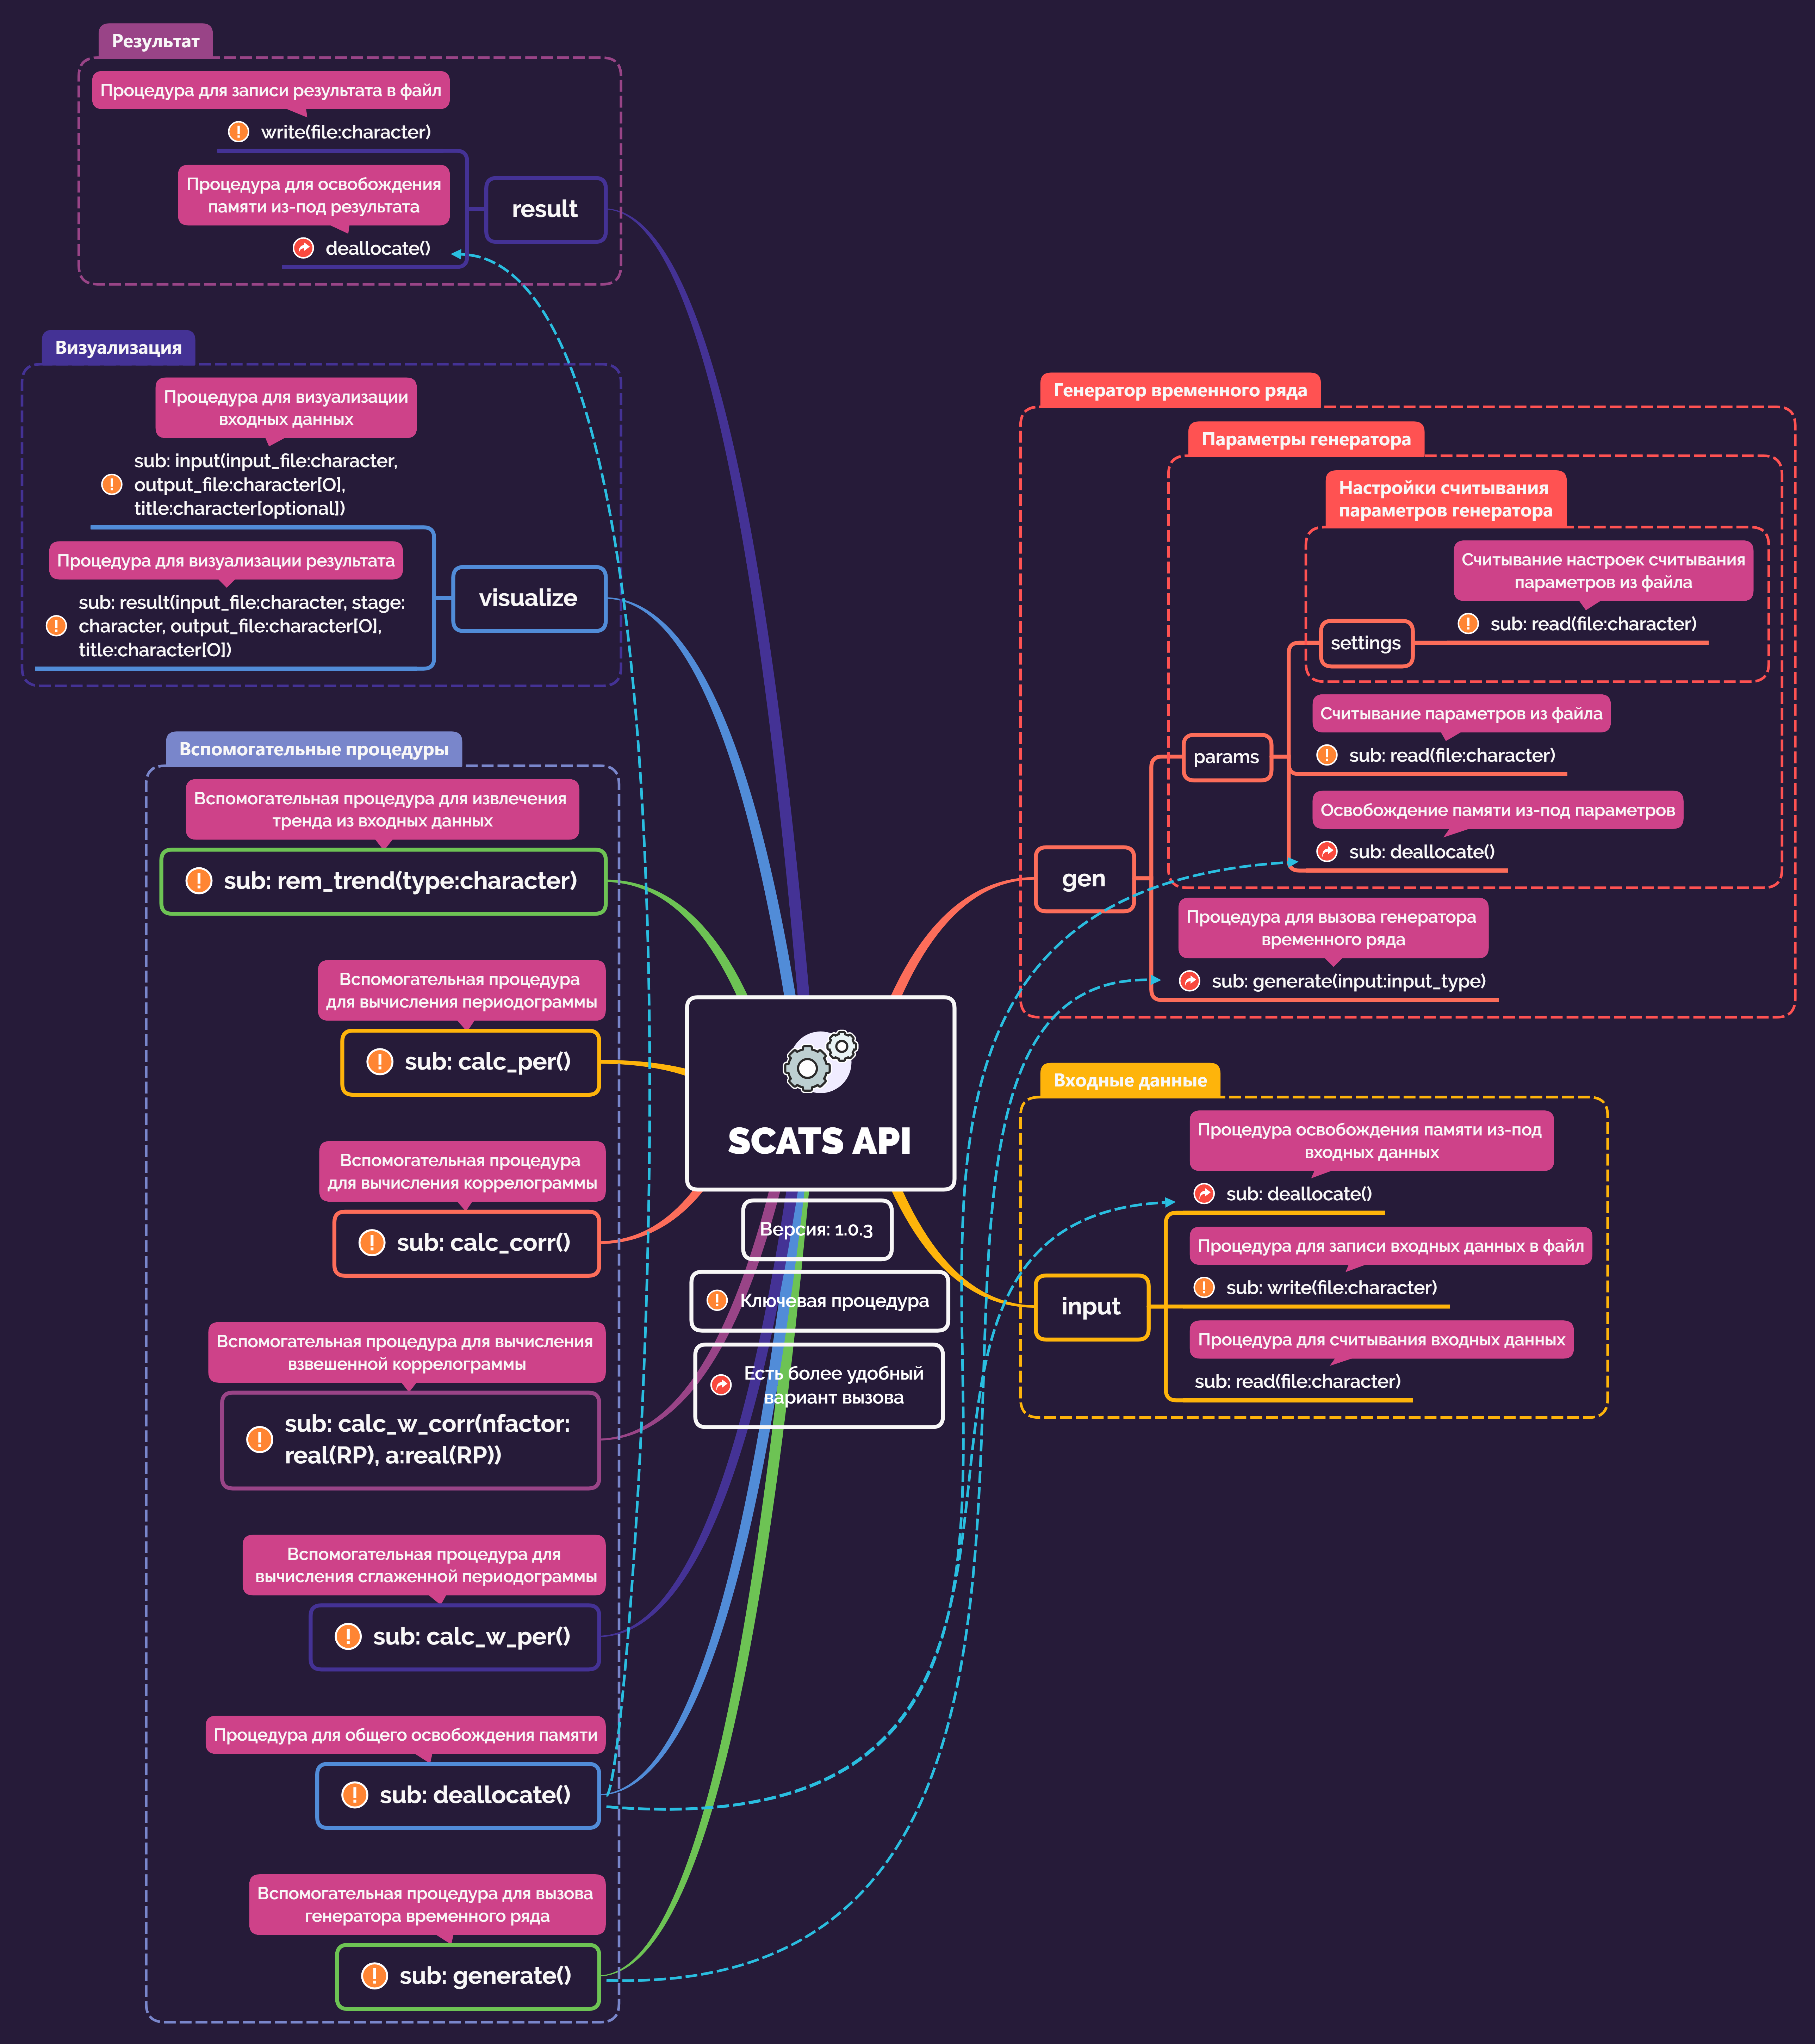 Результат
Процедура для записи результата в файл
write(file:character)
Процедура для освобождения
памяти из-под результата
deallocate()
result
Визуализация
Процедура для визуализации
входных данных
sub: input(input_file:character,
output_file:character[O],
title:character[optional])
Процедура для визуализации результата
sub: result(input_file:character, stage:
character, output_file:character[O],
title:character[O])
visualize
Вспомогательные процедуры
Вспомогательная процедура для извлечения
тренда из входных данных
sub: rem_trend(type:character)
Вспомогательная процедура
для вычисления периодограммы
sub: calc_per()
Вспомогательная процедура
для вычисления коррелограммы
sub: calc_corr()
Вспомогательная процедура для вычисления
взвешенной коррелограммы
sub: calc_w_corr(nfactor:
real(RP), a:real(RP))
Вспомогательная процедура для
вычисления сглаженной периодограммы
sub: calc_w_per()
Процедура для общего освобождения памяти
sub: deallocate()
Вспомогательная процедура для вызова
генератора временного ряда
sub: generate()
SCATS API
Версия: 1.0.3
Ключевая процедура
Есть более удобный
вариант вызова
Генератор временного ряда
Параметры генератора
Настройки считывания
параметров генератора
Считывание настроек считывания
параметров из файла
sub: read(file:character)
settings
Считывание параметров из файла
sub: read(file:character)
params
Освобождение памяти из-под параметров
sub: deallocate()
gen
Процедура для вызова генератора
временного ряда
sub: generate(input:input_type)
Входные данные
Процедура освобождения памяти из-под
входных данных
sub: deallocate()
Процедура для записи входных данных в файл
sub: write(file:character)
input
Процедура для считывания входных данных
sub: read(file:character)